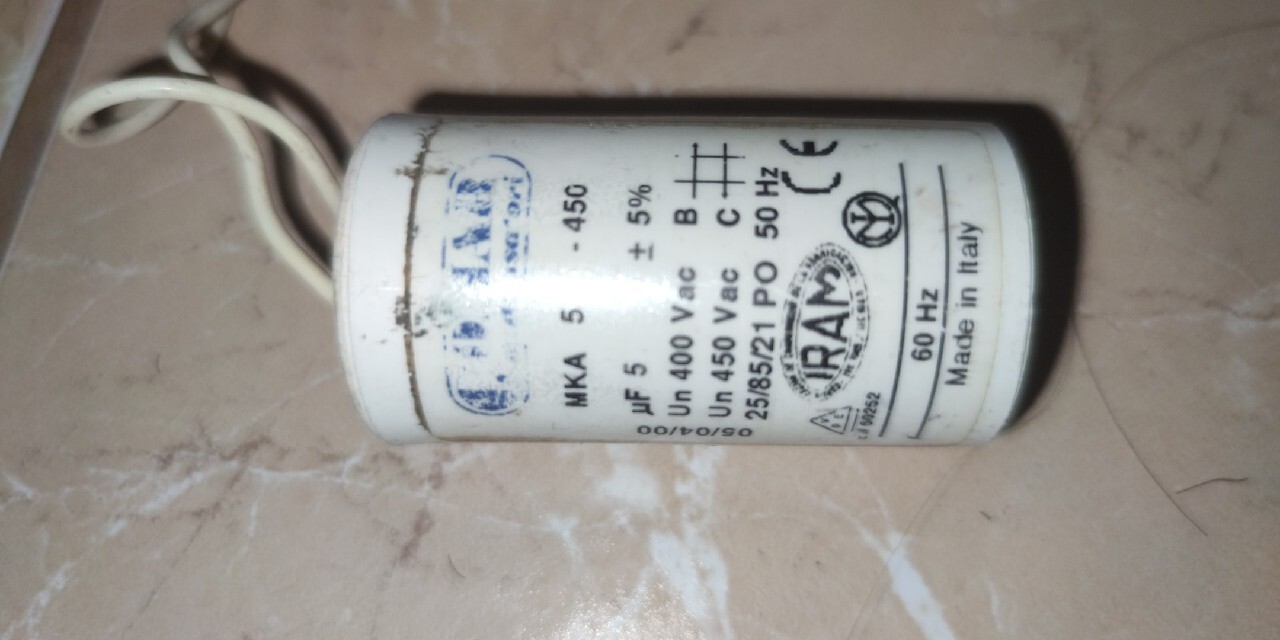 MKA 5 - 450
µF 5 ± 5%
Un 400 Vac B
Un 450 Vac C
25/85/21 PO 50 Hz
CE
IRAM
60 Hz
Made in Italy
05/04/00